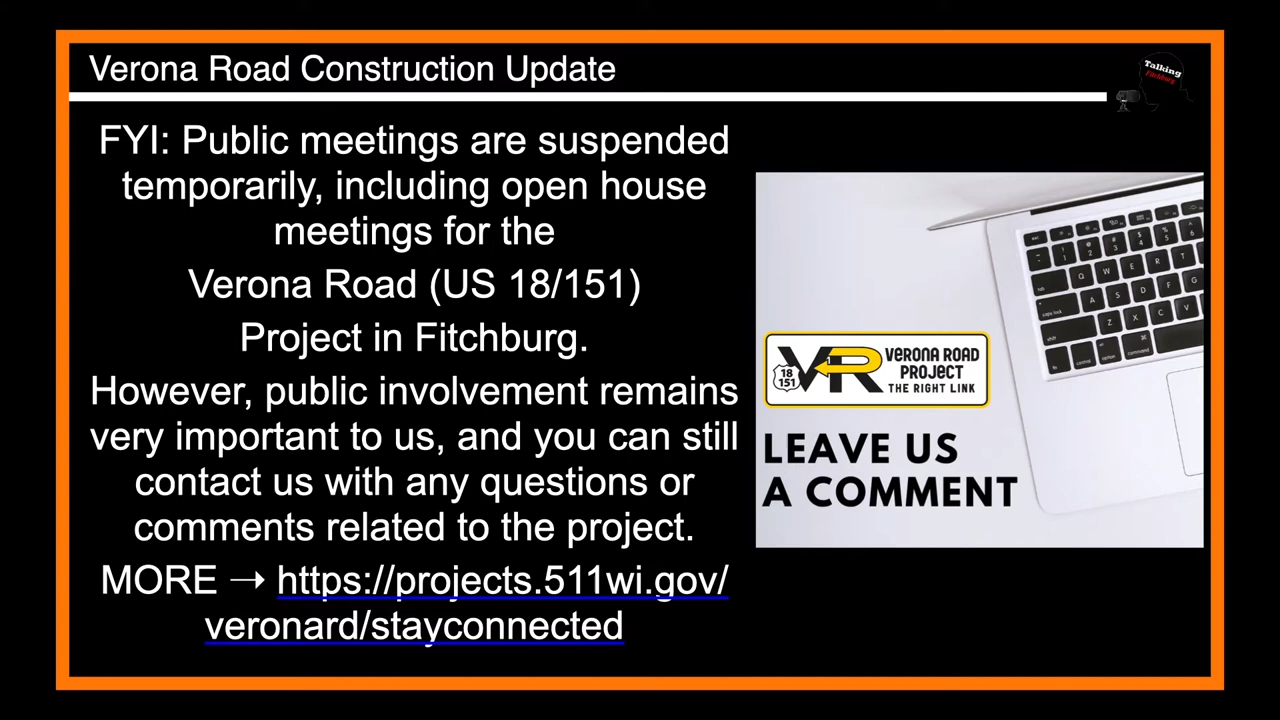 Verona Road Construction Update
Talking
Fitchburg
FYI: Public meetings are suspended
temporarily, including open house
meetings for the
Verona Road (US 18/151)
Project in Fitchburg.
However, public involvement remains
very important to us, and you can still
contact us with any questions or
comments related to the project.
MORE → https://projects.511wi.gov/
veronard/stayconnected
18
151
VR
VERONA ROAD
PROJECT
THE RIGHT LINK
LEAVE US
A COMMENT